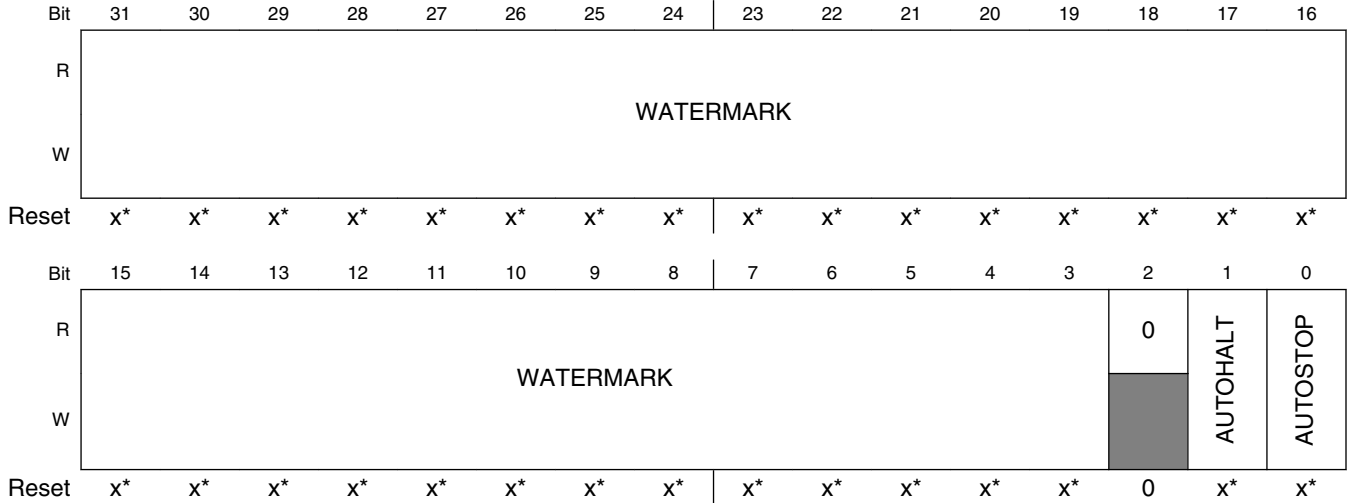 Bit 31 30 29 28 27 26 25 24 23 22 21 20 19 18 17 16
R
WATERMARK
W
Reset x* x* x* x* x* x* x* x* x* x* x* x* x* x* x* x*
Bit 15 14 13 12 11 10 9 8 7 6 5 4 3 2 1 0
R 0
WATERMARK AUTOHALT AUTOSTOP
W
Reset x* x* x* x* x* x* x* x* x* x* x* x* x* 0 x* x*